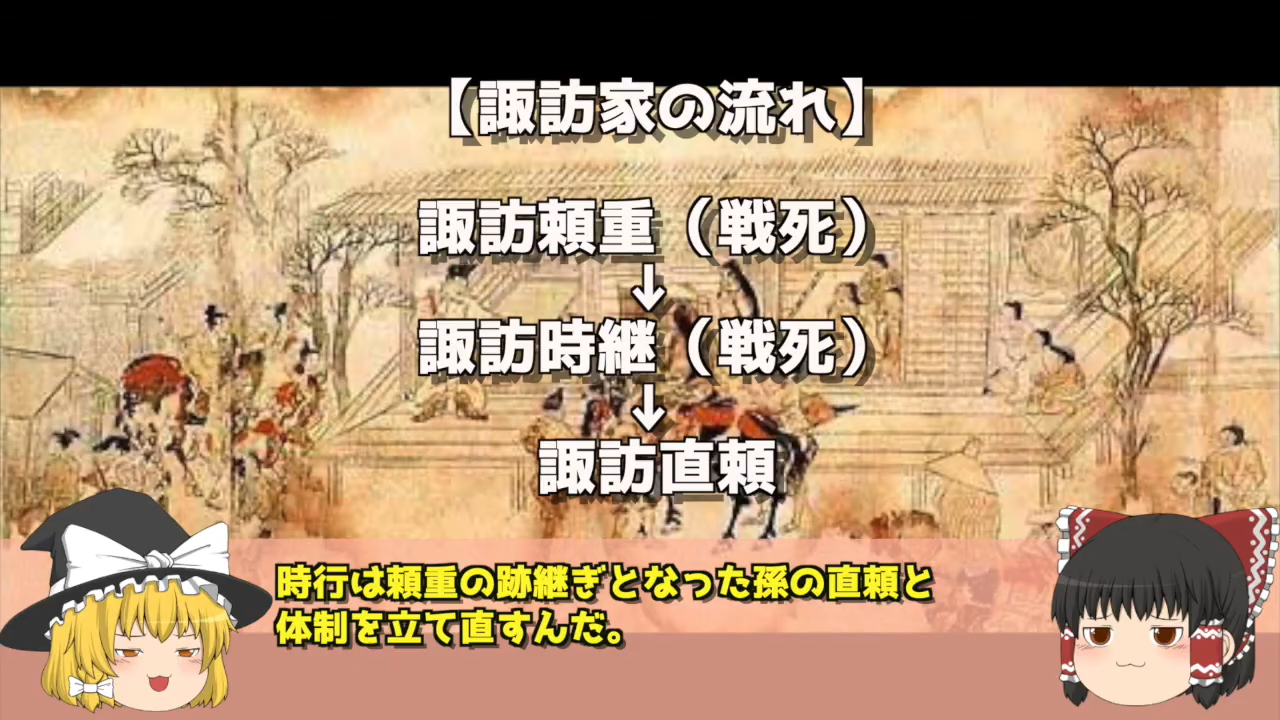 【諏訪家の流れ】
諏訪頼重（戦死）
↓
諏訪時継（戦死）
↓
諏訪直頼
時行は頼重の跡継ぎとなった孫の直頼と
体制を立て直すんだ。